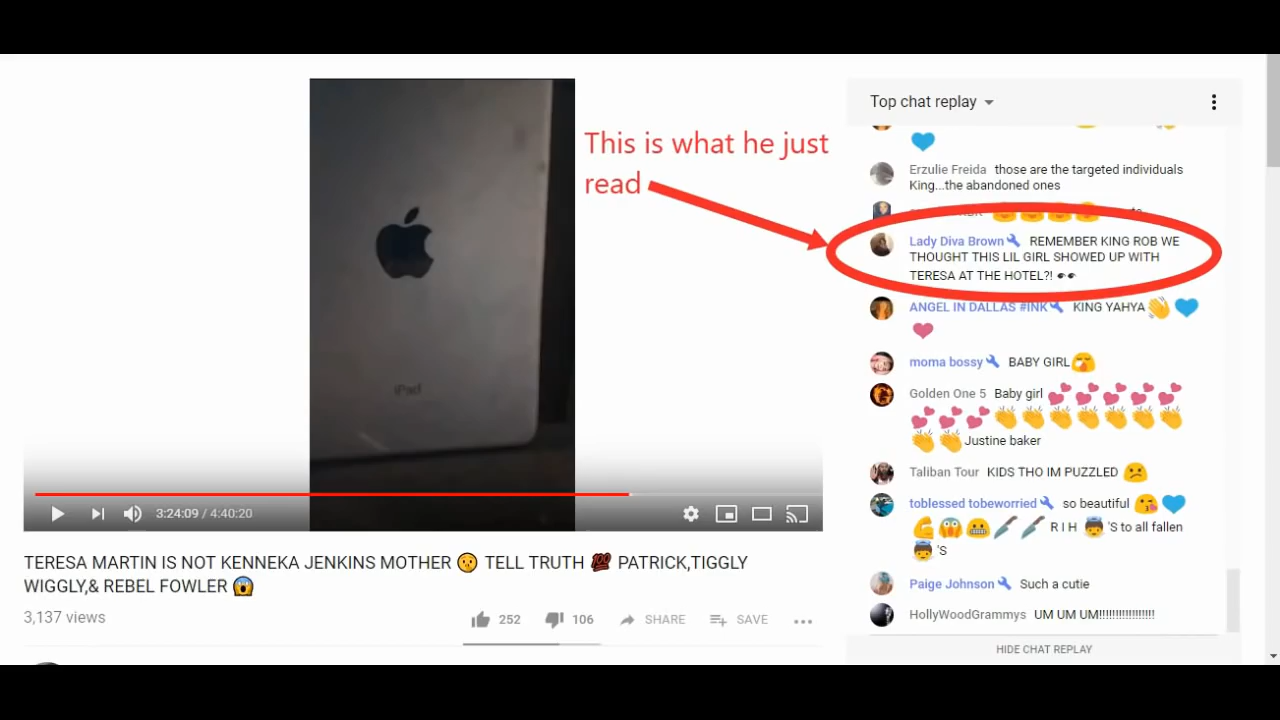 Top chat replay
This is what he just
read
Erzulie Freida those are the targeted individuals
King...the abandoned ones
Lady Diva Brown REMEMBER KING ROB WE
THOUGHT THIS LIL GIRL SHOWED UP WITH
TERESA AT THE HOTEL?! 👀
ANGEL IN DALLAS #INK KING YAHYA 👋 💙
💗
moma bossy BABY GIRL 😪
Golden One 5 Baby girl 💕 💕 💕 💕 💕
💕 💕 💕 👏 👏 👏 👏 👏 👏 👏
👏 👏 Justine baker
Taliban Tour KIDS THO IM PUZZLED 😕
toblessed tobeworried so beautiful 😘 💙
💪 😱 😬 🔪 🔪 R I H 👼 'S to all fallen
👼 'S
Paige Johnson Such a cutie
HollyWoodGrammys UM UM UM!!!!!!!!!!!!!!!!!
HIDE CHAT REPLAY
iPad
3:24:09 / 4:40:20
TERESA MARTIN IS NOT KENNEKA JENKINS MOTHER 🤫 TELL TRUTH 💯 PATRICK,TIGGLY
WIGGLY,& REBEL FOWLER 😱
3,137 views
252 106 SHARE SAVE